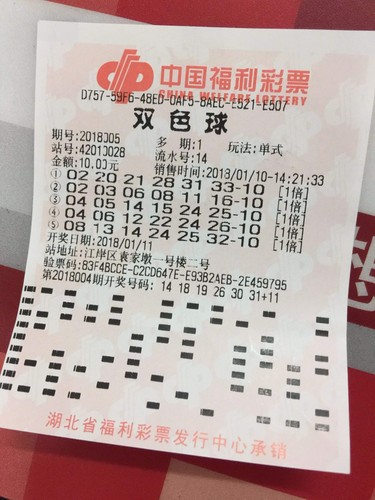 中国福利彩票
CHINA WELFARE LOTTERY
D757-59F6-48ED-0AF5-8AEC-E521-E507
双色球
期号:2018005 多期:1 玩法:单式
站号:42010028 流水号:14
金额:10.00元 销售时间:2018/01/10-14:21:33
① 02 20 21 28 31 33-10 [1倍]
② 02 03 06 08 11 16-10 [1倍]
③ 04 05 14 15 24 25-10 [1倍]
④ 04 06 12 22 24 26-10 [1倍]
⑤ 08 13 14 24 25 32-10 [1倍]
开奖日期:2018/01/11
站地址:江岸区袁家墩一号楼二号
验票码:B3F4BCCE-C2CD647E-E93B2AEB-2E459795
第2018004期开奖号码:14 18 19 26 30 31+11
湖北省福利彩票发行中心承销
想